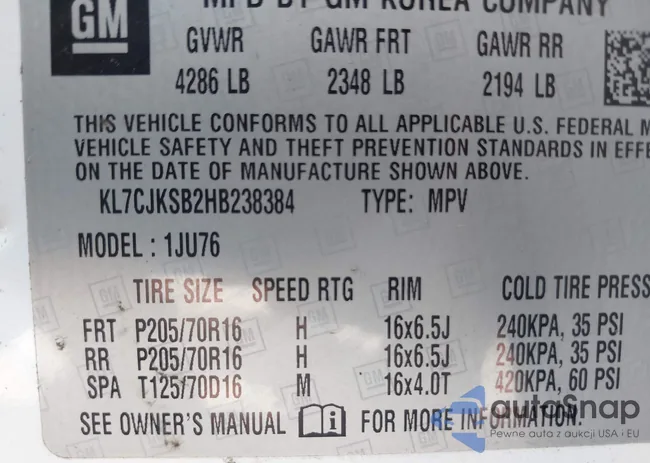 GM
MFD BY GM KOREA COMPANY
GVWR GAWR FRT GAWR RR
4286 LB 2348 LB 2194 LB
THIS VEHICLE CONFORMS TO ALL APPLICABLE U.S. FEDERAL M
VEHICLE SAFETY AND THEFT PREVENTION STANDARDS IN EFFE
ON THE DATE OF MANUFACTURE SHOWN ABOVE.
KL7CJKSB2HB238384 TYPE: MPV
MODEL : 1JU76
TIRE SIZE SPEED RTG RIM COLD TIRE PRESS
FRT P205/70R16 H 16x6.5J 240KPA, 35 PSI
RR P205/70R16 H 16x6.5J 240KPA, 35 PSI
SPA T125/70D16 M 16x4.0T 420KPA, 60 PSI
SEE OWNER'S MANUAL FOR MORE INFORMATION.
autoSnap
Pewne auta z aukcji USA i EU